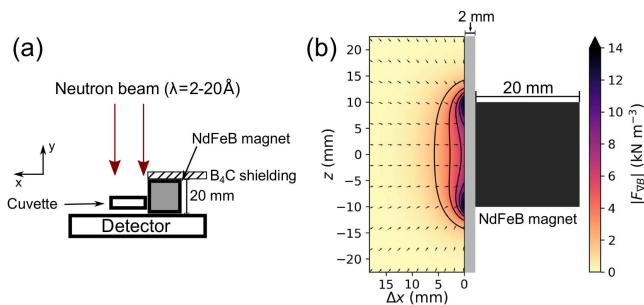 (a)
Neutron beam (λ=2-20Å)
NdFeB magnet
y
x
B₄C shielding
20 mm
Cuvette
Detector
(b)
2 mm
20 mm
NdFeB magnet
z (mm)
20
15
10
5
0
−5
−10
−15
−20
15
10
5
0
Δx (mm)
14
12
10
8
6
4
2
0
|F∇B| (kN m⁻³)